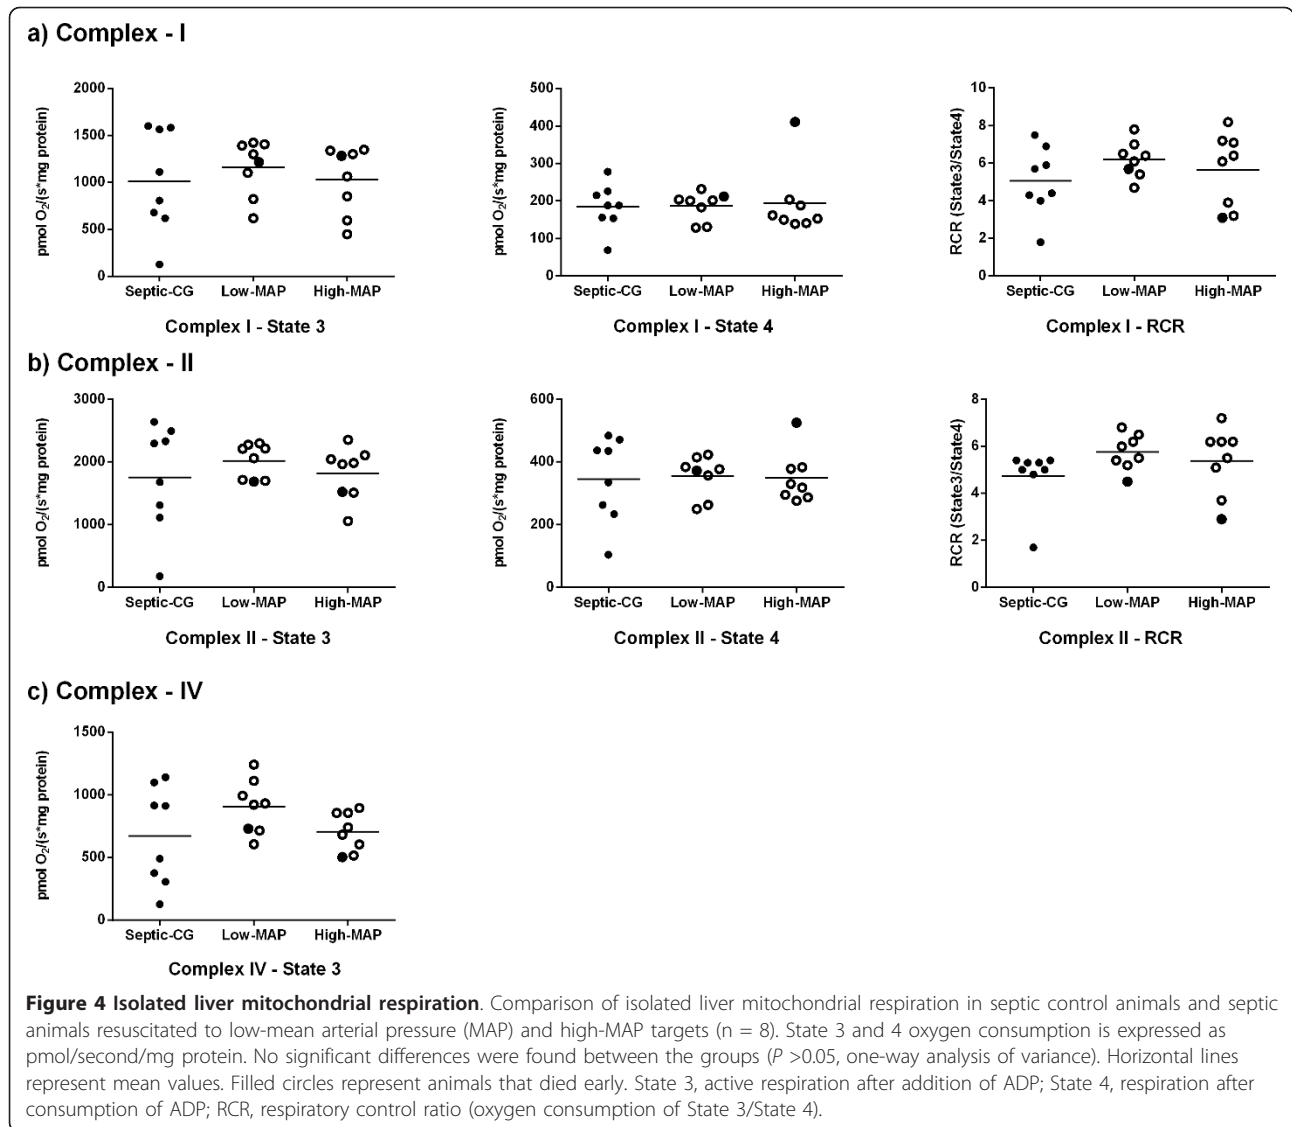 a) Complex - I
2000
1500
1000
500
0
pmol O₂/(s*mg protein)
Septic-CG Low-MAP High-MAP
Complex I - State 3
500
400
300
200
100
0
pmol O₂/(s*mg protein)
Septic-CG Low-MAP High-MAP
Complex I - State 4
10
8
6
4
2
0
RCR (State3/State4)
Septic-CG Low-MAP High-MAP
Complex I - RCR
b) Complex - II
3000
2000
1000
0
pmol O₂/(s*mg protein)
Septic-CG Low-MAP High-MAP
Complex II - State 3
600
400
200
0
pmol O₂/(s*mg protein)
Septic-CG Low-MAP High-MAP
Complex II - State 4
8
6
4
2
0
RCR (State3/State4)
Septic-CG Low-MAP High-MAP
Complex II - RCR
c) Complex - IV
1500
1000
500
0
pmol O₂/(s*mg protein)
Septic-CG Low-MAP High-MAP
Complex IV - State 3
Figure 4 Isolated liver mitochondrial respiration. Comparison of isolated liver mitochondrial respiration in septic control animals and septic
animals resuscitated to low-mean arterial pressure (MAP) and high-MAP targets (n = 8). State 3 and 4 oxygen consumption is expressed as
pmol/second/mg protein. No significant differences were found between the groups (P >0.05, one-way analysis of variance). Horizontal lines
represent mean values. Filled circles represent animals that died early. State 3, active respiration after addition of ADP; State 4, respiration after
consumption of ADP; RCR, respiratory control ratio (oxygen consumption of State 3/State 4).